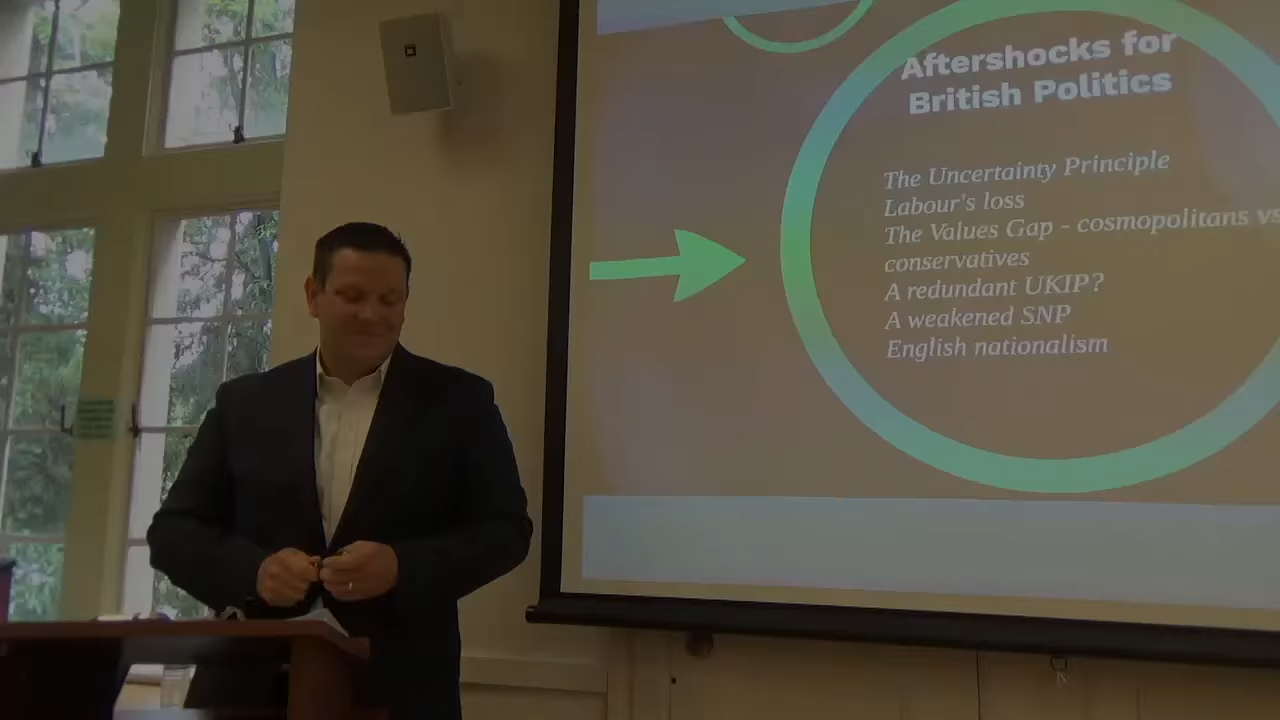 Aftershocks for
British Politics
The Uncertainty Principle
Labour's loss
The Values Gap - cosmopolitans vs
conservatives
A redundant UKIP?
A weakened SNP
English nationalism